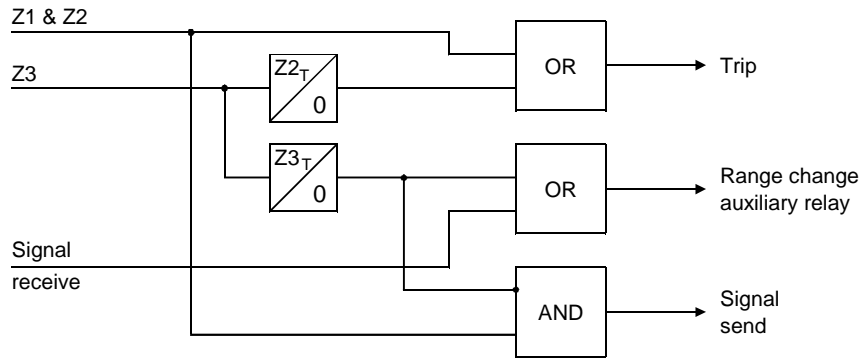 Z1 & Z2
Z3
Z2T
0
OR
Trip
Z3T
0
OR
Range change
auxiliary relay
Signal
receive
AND
Signal
send